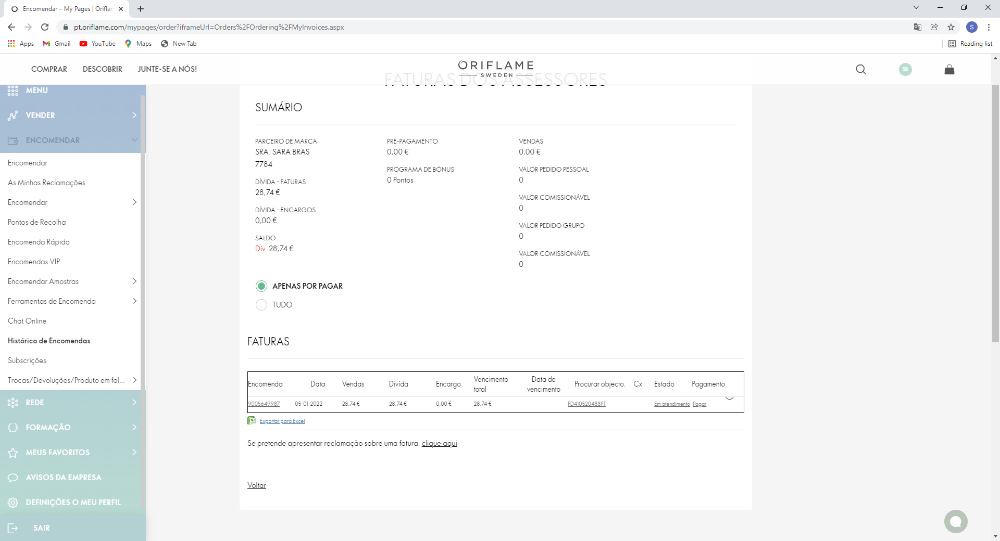 Encomendar – My Pages | Oriflam
pt.oriflame.com/mypages/order?iframeUrl=Orders%2FOrdering%2FMyInvoices.aspx
S
Apps
Gmail
YouTube
Maps
New Tab
Reading list
COMPRAR
DESCOBRIR
JUNTE-SE A NÓS!
ORIFLAME
SWEDEN
SB
FATURAS DOS ASSESSORES
MENU
VENDER
ENCOMENDAR
Encomendar
As Minhas Reclamações
Encomendar
Pontos de Recolha
Encomenda Rápida
Encomendas VIP
Encomendar Amostras
Ferramentas de Encomenda
Chat Online
Histórico de Encomendas
Subscrições
Trocas/Devoluções/Produto em fal...
REDE
FORMAÇÃO
MEUS FAVORITOS
AVISOS DA EMPRESA
DEFINIÇÕES O MEU PERFIL
SAIR
SUMÁRIO
PARCEIRO DE MARCA
SRA. SARA BRAS
7784
DÍVIDA - FATURAS
28,74 €
DÍVIDA - ENCARGOS
0,00 €
SALDO
Dív. 28,74 €
PRÉ-PAGAMENTO
0,00 €
PROGRAMA DE BÓNUS
0 Pontos
VENDAS
0,00 €
VALOR PEDIDO PESSOAL
0
VALOR COMISSIONÁVEL
0
VALOR PEDIDO GRUPO
0
VALOR COMISSIONÁVEL
0
APENAS POR PAGAR
TUDO
FATURAS
Encomenda Data Vendas Dívida Encargo Vencimento total Data de vencimento Procurar objecto. Cx Estado Pagamento
9005649987 05-01-2022 28,74 € 28,74 € 0,00 € 28,74 € FD410520488PT Em atendimento Pagar
Exportar para Excel
Se pretende apresentar reclamação sobre uma fatura, clique aqui
Voltar